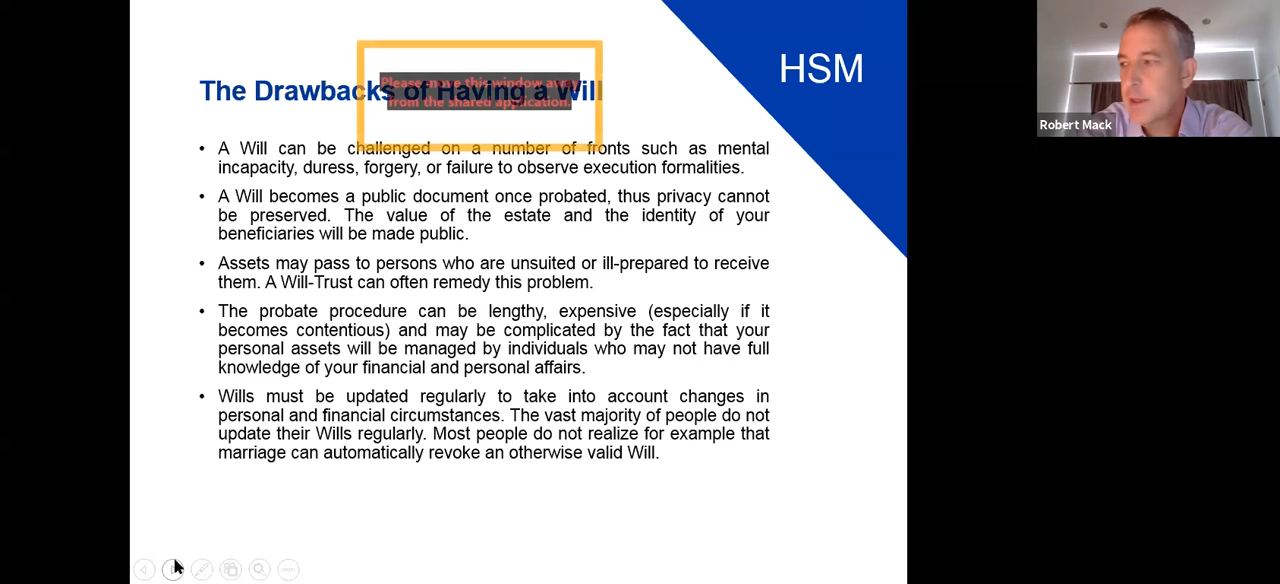 HSM
The Drawbacks of Having a Will
Please move this window away
from the shared application.
• A Will can be challenged on a number of fronts such as mental
incapacity, duress, forgery, or failure to observe execution formalities.
• A Will becomes a public document once probated, thus privacy cannot
be preserved. The value of the estate and the identity of your
beneficiaries will be made public.
• Assets may pass to persons who are unsuited or ill-prepared to receive
them. A Will-Trust can often remedy this problem.
• The probate procedure can be lengthy, expensive (especially if it
becomes contentious) and may be complicated by the fact that your
personal assets will be managed by individuals who may not have full
knowledge of your financial and personal affairs.
• Wills must be updated regularly to take into account changes in
personal and financial circumstances. The vast majority of people do not
update their Wills regularly. Most people do not realize for example that
marriage can automatically revoke an otherwise valid Will.
Robert Mack